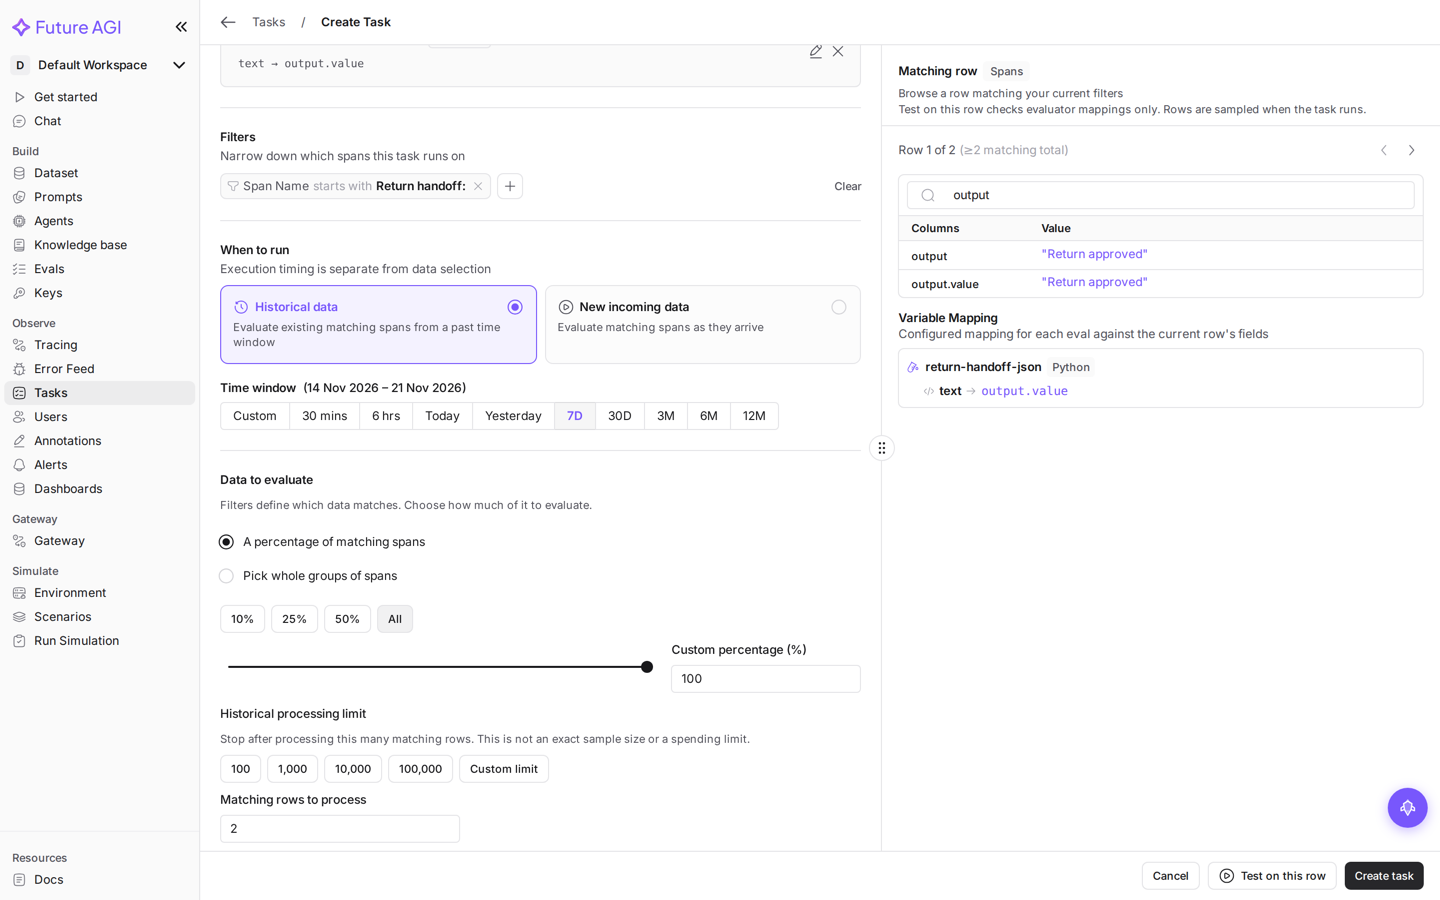 Future AGI
D Default Workspace
Get started
Chat
Build
Dataset
Prompts
Agents
Knowledge base
Evals
Keys
Observe
Tracing
Error Feed
Tasks
Users
Annotations
Alerts
Dashboards
Gateway
Gateway
Simulate
Environment
Scenarios
Run Simulation
Resources
Docs
Tasks / Create Task
text → output.value
Filters
Narrow down which spans this task runs on
Span Name starts with Return handoff:
Clear
When to run
Execution timing is separate from data selection
Historical data
Evaluate existing matching spans from a past time
window
New incoming data
Evaluate matching spans as they arrive
Time window (14 Nov 2026 – 21 Nov 2026)
Custom 30 mins 6 hrs Today Yesterday 7D 30D 3M 6M 12M
Data to evaluate
Filters define which data matches. Choose how much of it to evaluate.
A percentage of matching spans
Pick whole groups of spans
10% 25% 50% All
Custom percentage (%)
100
Historical processing limit
Stop after processing this many matching rows. This is not an exact sample size or a spending limit.
100 1,000 10,000 100,000 Custom limit
Matching rows to process
2
Matching row Spans
Browse a row matching your current filters
Test on this row checks evaluator mappings only. Rows are sampled when the task runs.
Row 1 of 2 (≥2 matching total)
output
Columns Value
output "Return approved"
output.value "Return approved"
Variable Mapping
Configured mapping for each eval against the current row's fields
return-handoff-json Python
text → output.value
Cancel Test on this row Create task